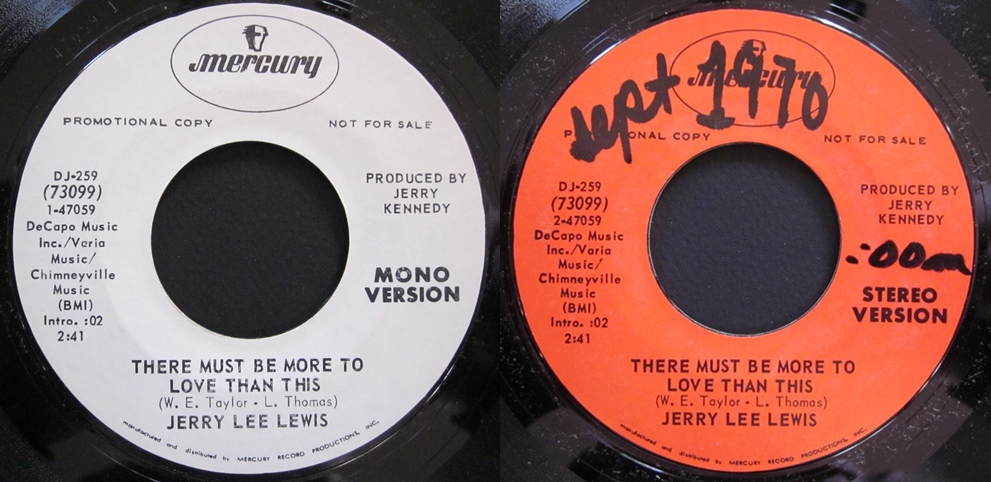 mercury
PROMOTIONAL COPY NOT FOR SALE
DJ-259
(73099)
1-47059
DeCapo Music
Inc./Varia
Music/
Chimneyville
Music
(BMI)
Intro. :02
2:41
PRODUCED BY
JERRY
KENNEDY
MONO
VERSION
THERE MUST BE MORE TO
LOVE THAN THIS
(W. E. Taylor - L. Thomas)
JERRY LEE LEWIS
manufactured and distributed by MERCURY RECORD PRODUCTIONS, INC.
mercury
sept 1970
PROMOTIONAL COPY NOT FOR SALE
DJ-259
(73099)
2-47059
DeCapo Music
Inc./Varia
Music/
Chimneyville
Music
(BMI)
Intro. :02
2:41
PRODUCED BY
JERRY
KENNEDY
STEREO
VERSION
THERE MUST BE MORE TO
LOVE THAN THIS
(W. E. Taylor - L. Thomas)
JERRY LEE LEWIS
manufactured and distributed by MERCURY RECORD PRODUCTIONS, INC.